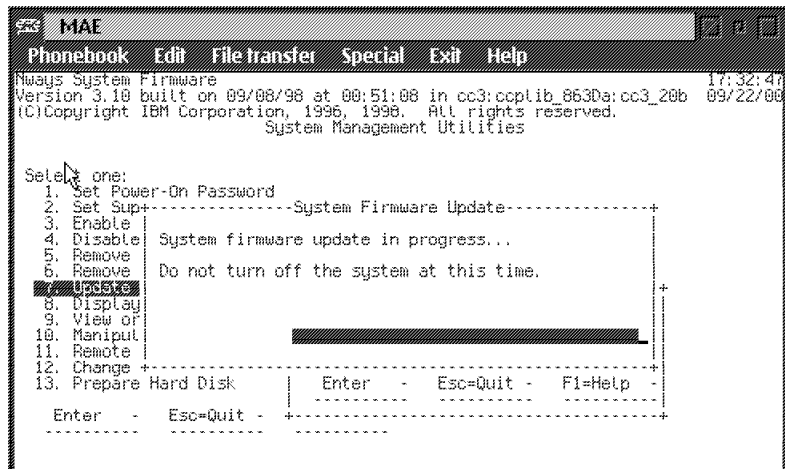 MAE
Phonebook Edit File transfer Special Exit Help
Nways System Firmware 17:32:47
Version 3.10 built on 09/08/98 at 00:51:08 in cc3:ccplib_863Da:cc3_20b 09/22/00
(C)Copyright IBM Corporation, 1996, 1998. All rights reserved.
System Management Utilities
Select one:
1. Set Power-On Password
2. Set Sup
System Firmware Update
3. Enable
4. Disable
System firmware update in progress...
5. Remove
6. Remove
Do not turn off the system at this time.
7. Update
8. Display
9. View or
10. Manipul
11. Remote
12. Change
13. Prepare Hard Disk
Enter - Esc=Quit - F1=Help -
Enter - Esc=Quit -